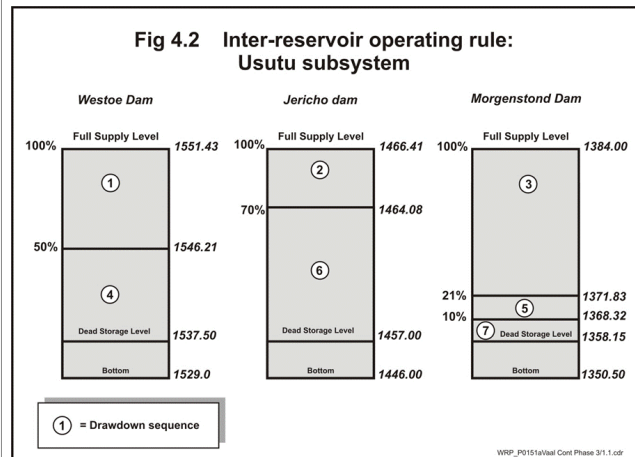 Fig 4.2 Inter-reservoir operating rule:
Usutu subsystem
Westoe Dam
Full Supply Level
100%
1551.43
1
50%
1546.21
4
Dead Storage Level
1537.50
Bottom
1529.0
Jericho dam
Full Supply Level
100%
1466.41
2
70%
1464.08
6
Dead Storage Level
1457.00
Bottom
1446.00
Morgenstond Dam
Full Supply Level
100%
1384.00
3
21%
1371.83
5
10%
1368.32
7
Dead Storage Level
1358.15
Bottom
1350.50
1 = Drawdown sequence
WRP_P0151aVaal Cont Phase 3/1.1.cdr